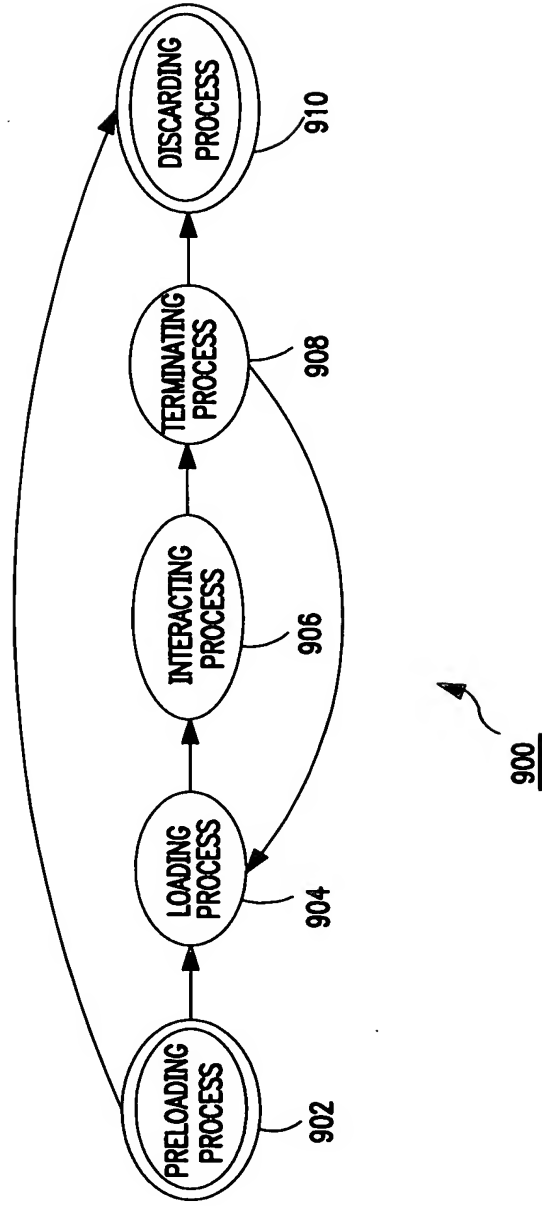 PRELOADING
PROCESS
902
LOADING
PROCESS
904
INTERACTING
PROCESS
906
TERMINATING
PROCESS
908
DISCARDING
PROCESS
910
900